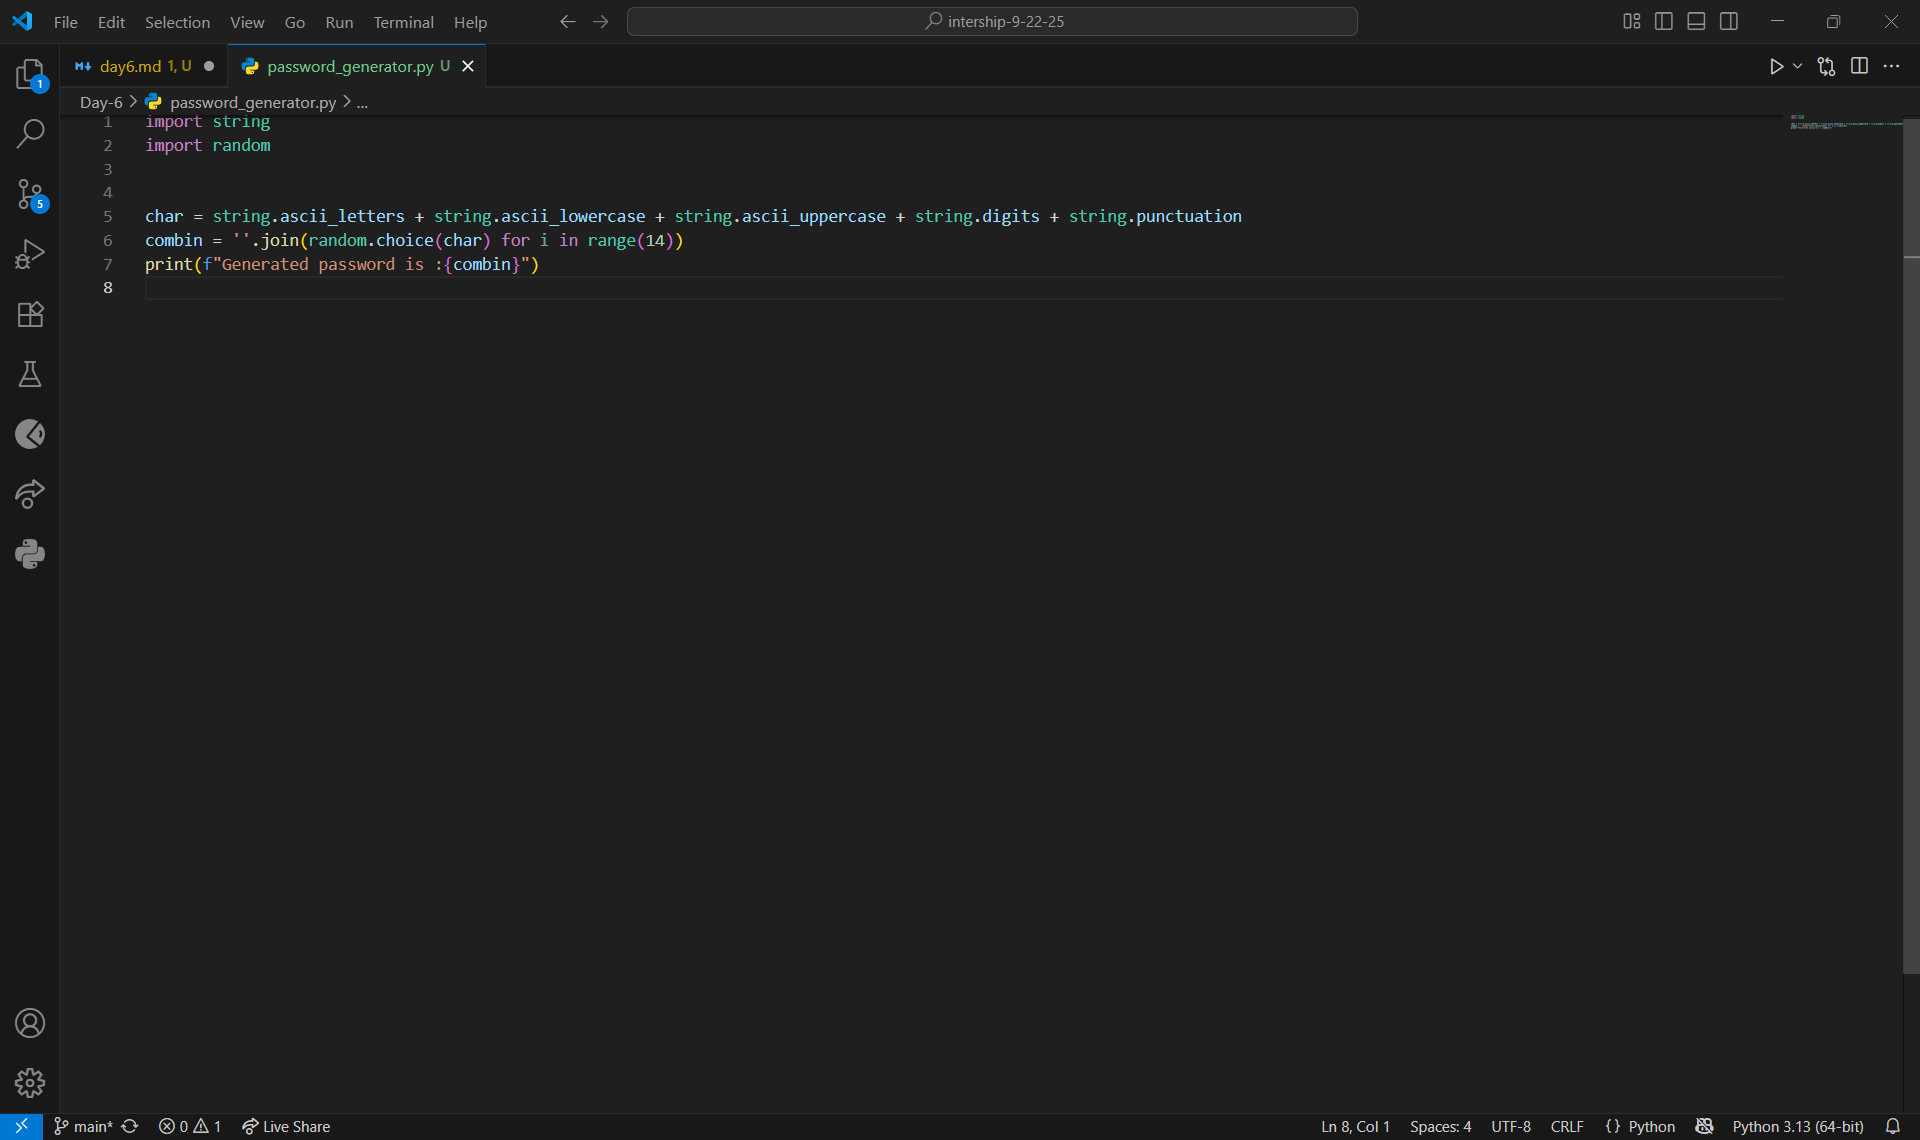 File Edit Selection View Go Run Terminal Help
intership-9-22-25
day6.md 1, U
password_generator.py U
Day-6 > password_generator.py > ...
1 import string
2 import random
3
4
5 char = string.ascii_letters + string.ascii_lowercase + string.ascii_uppercase + string.digits + string.punctuation
6 combin = ''.join(random.choice(char) for i in range(14))
7 print(f"Generated password is :{combin}")
8
1
5
main* 0 1 Live Share
Ln 8, Col 1 Spaces: 4 UTF-8 CRLF {} Python Python 3.13 (64-bit)